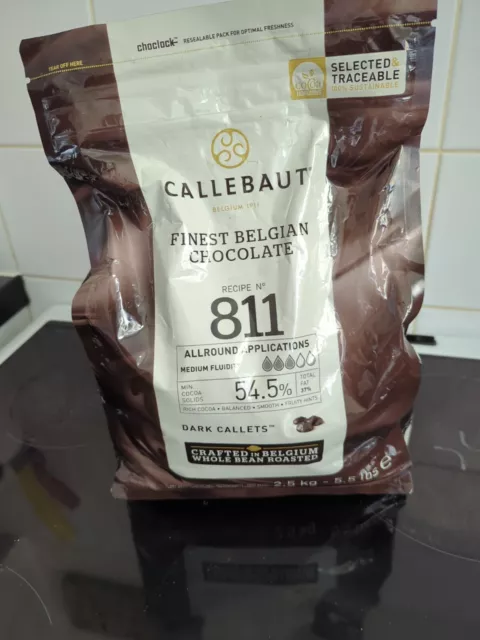 choclock™ RESEALABLE PACK FOR OPTIMAL FRESHNESS
TEAR OFF HERE
SELECTED &
TRACEABLE
100% SUSTAINABLE
CALLEBAUT
BELGIUM 1911
FINEST BELGIAN
CHOCOLATE
RECIPE N°
811
ALLROUND APPLICATIONS
MEDIUM FLUIDITY
MIN.
COCOA
SOLIDS
54.5%
TOTAL
FAT
37%
RICH COCOA • BALANCED • SMOOTH • FRUITY HINTS
DARK CALLETS™
CRAFTED IN BELGIUM
WHOLE BEAN ROASTED
2.5 kg - 5.5 lbs ℮